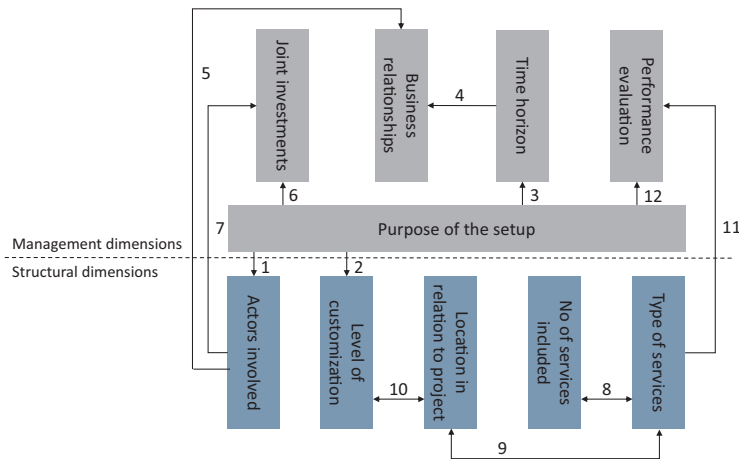 5
Joint investments
Business
relationships
4
Time horizon
Performance
evaluation
6
3
12
7
Purpose of the setup
11
Management dimensions
Structural dimensions
1
2
Actors involved
Level of
customization
Location in
relation to project
No of services
included
Type of services
10
8
9